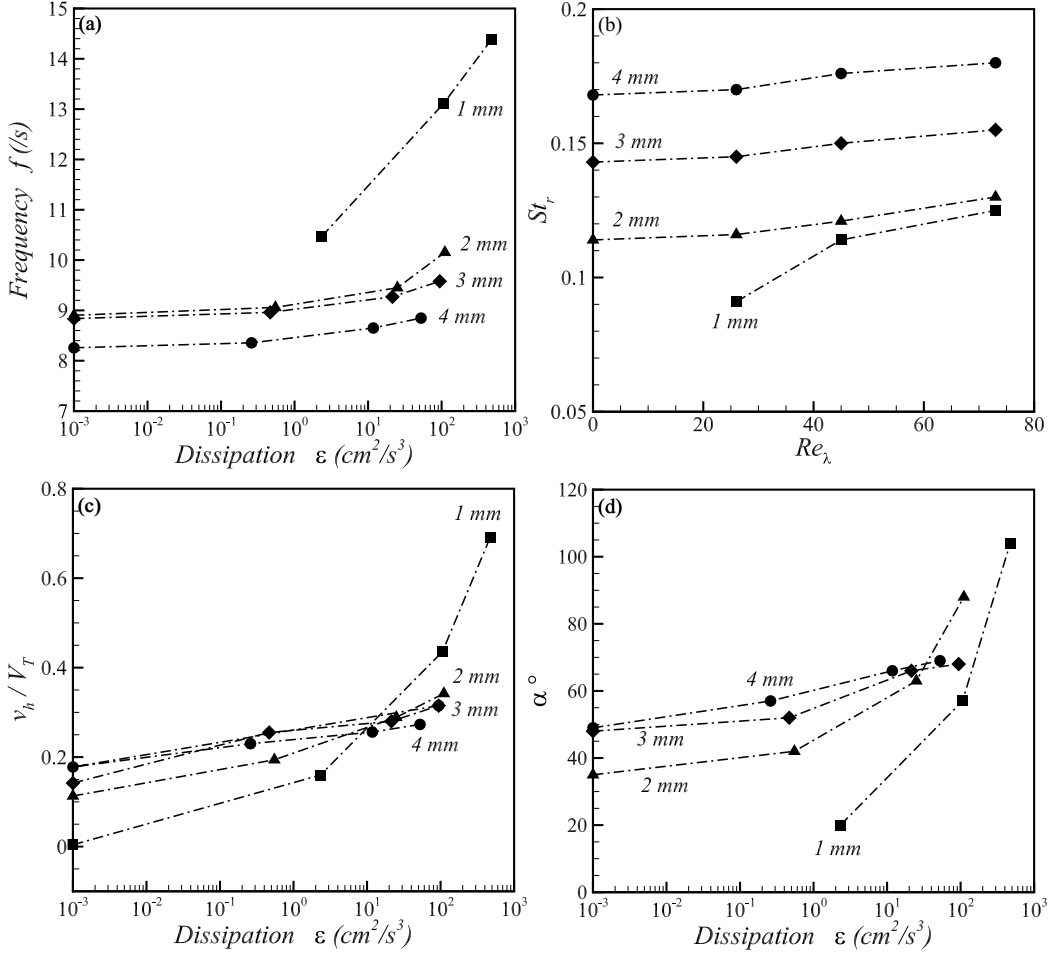 (a)
15
14
13
12
11
10
9
8
7
Frequency f (/s)
1 mm
2 mm
3 mm
4 mm
10⁻³ 10⁻² 10⁻¹ 10⁰ 10¹ 10² 10³
Dissipation ε (cm²/s³)
(b)
0.2
0.15
0.1
0.05
Stᵣ
4 mm
3 mm
2 mm
1 mm
0 20 40 60 80
Re_λ
(c)
0.8
0.6
0.4
0.2
0
v_h / V_T
1 mm
2 mm
3 mm
4 mm
10⁻³ 10⁻² 10⁻¹ 10⁰ 10¹ 10² 10³
Dissipation ε (cm²/s³)
(d)
120
100
80
60
40
20
0
α °
4 mm
3 mm
2 mm
1 mm
10⁻³ 10⁻² 10⁻¹ 10⁰ 10¹ 10² 10³
Dissipation ε (cm²/s³)